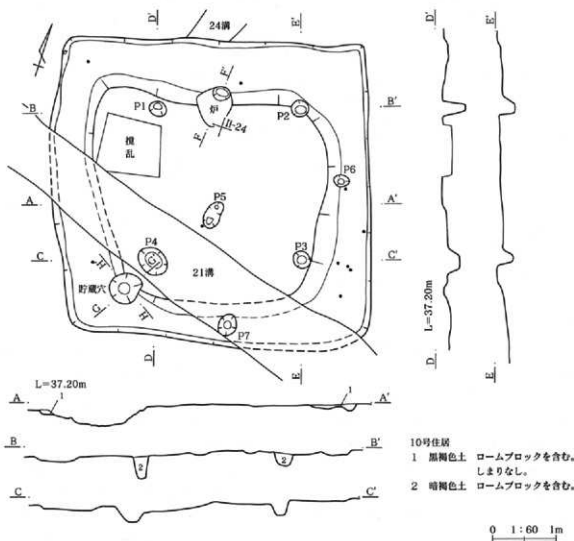 D'
24溝
E'
D'
E'
F'
P1
炉
P2
B
B'
II-24
F
攪乱
P6
A
P5
A'
C
P4
P3
C'
H
21溝
貯蔵穴
G
H
P7
D
E
L=37.20m
D
E
L=37.20m
A
1
1
A'
B
2
2
B'
C
C'
10号住居
1 黒褐色土 ロームブロックを含む。
しまりなし。
2 暗褐色土 ロームブロックを含む。
0 1:60 1m